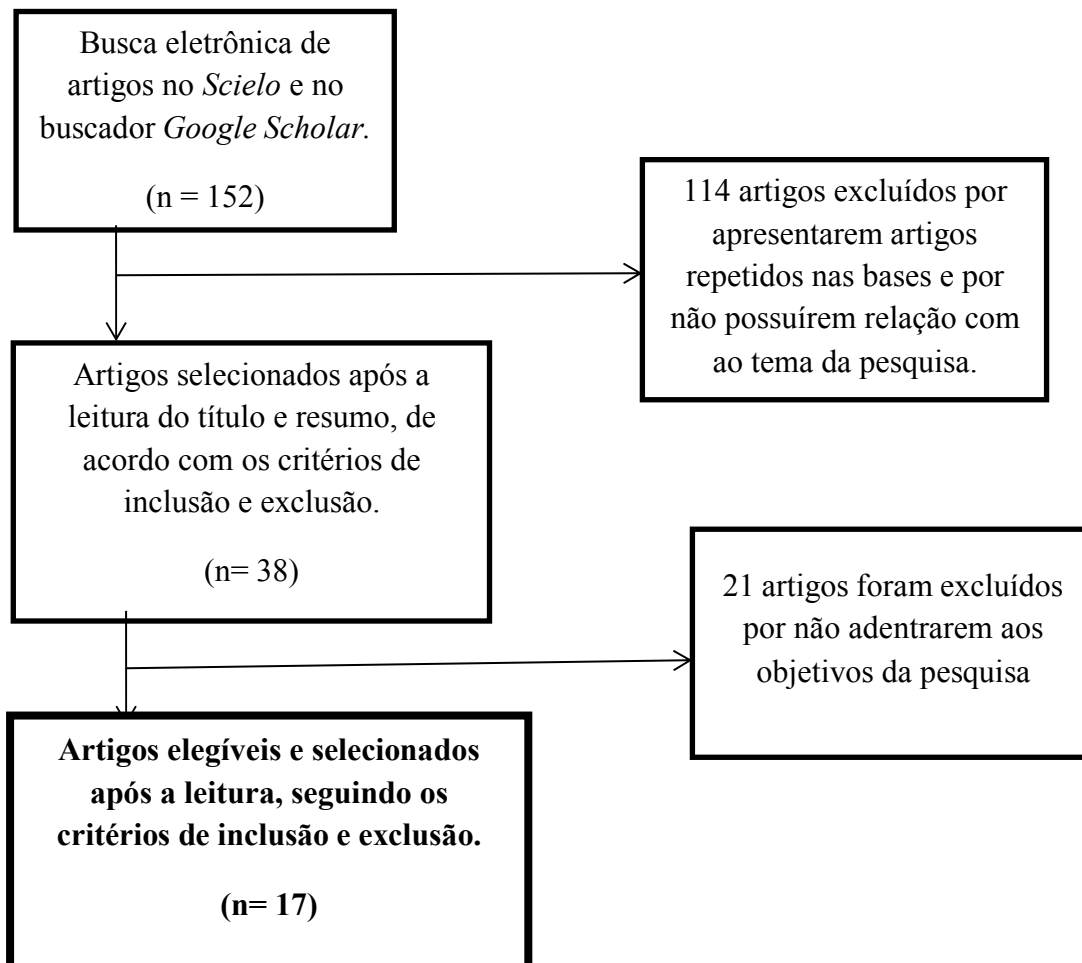 Busca eletrônica de
artigos no Scielo e no
buscador Google Scholar.
(n = 152)
114 artigos excluídos por
apresentarem artigos
repetidos nas bases e por
não possuírem relação com
ao tema da pesquisa.
Artigos selecionados após a
leitura do título e resumo, de
acordo com os critérios de
inclusão e exclusão.
(n= 38)
21 artigos foram excluídos
por não adentrarem aos
objetivos da pesquisa
Artigos elegíveis e selecionados
após a leitura, seguindo os
critérios de inclusão e exclusão.
(n= 17)